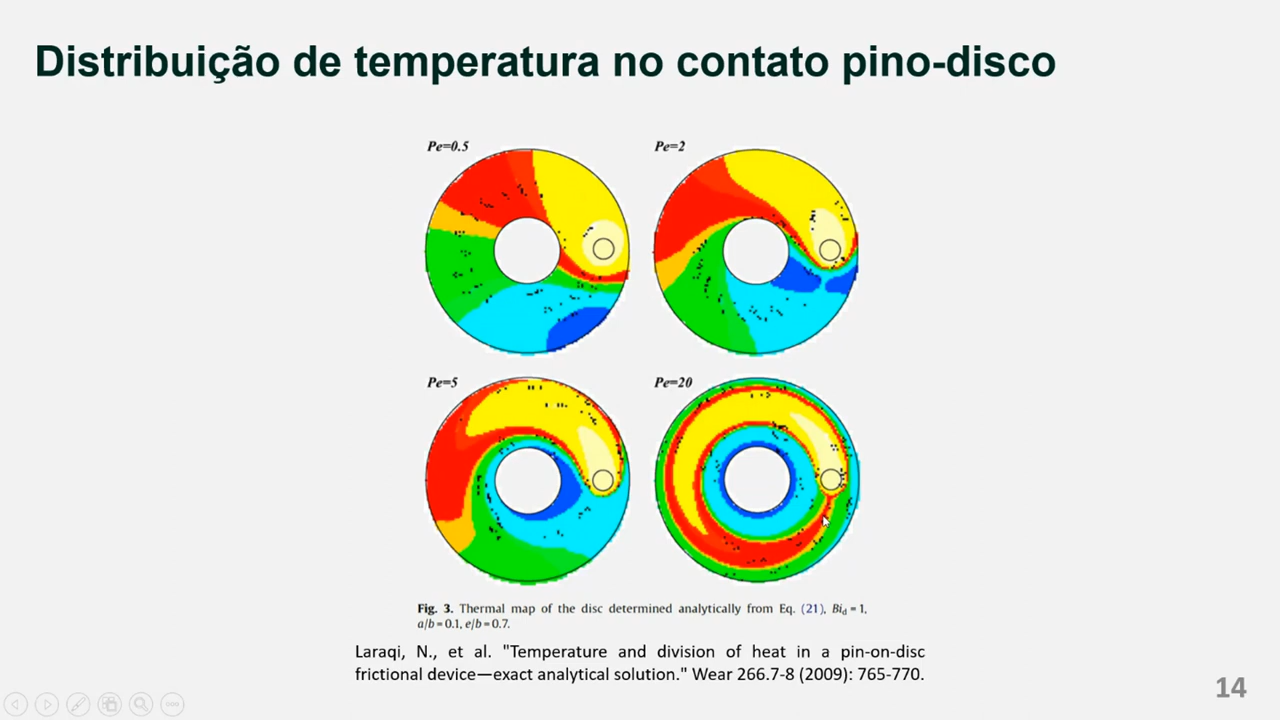 Distribuição de temperatura no contato pino-disco
Pe=0.5
Pe=2
Pe=5
Pe=20
Fig. 3. Thermal map of the disc determined analytically from Eq. (21), Bid = 1,
a/b = 0.1, e/b = 0.7.
Laraqi, N., et al. "Temperature and division of heat in a pin-on-disc
frictional device—exact analytical solution." Wear 266.7-8 (2009): 765-770.
14